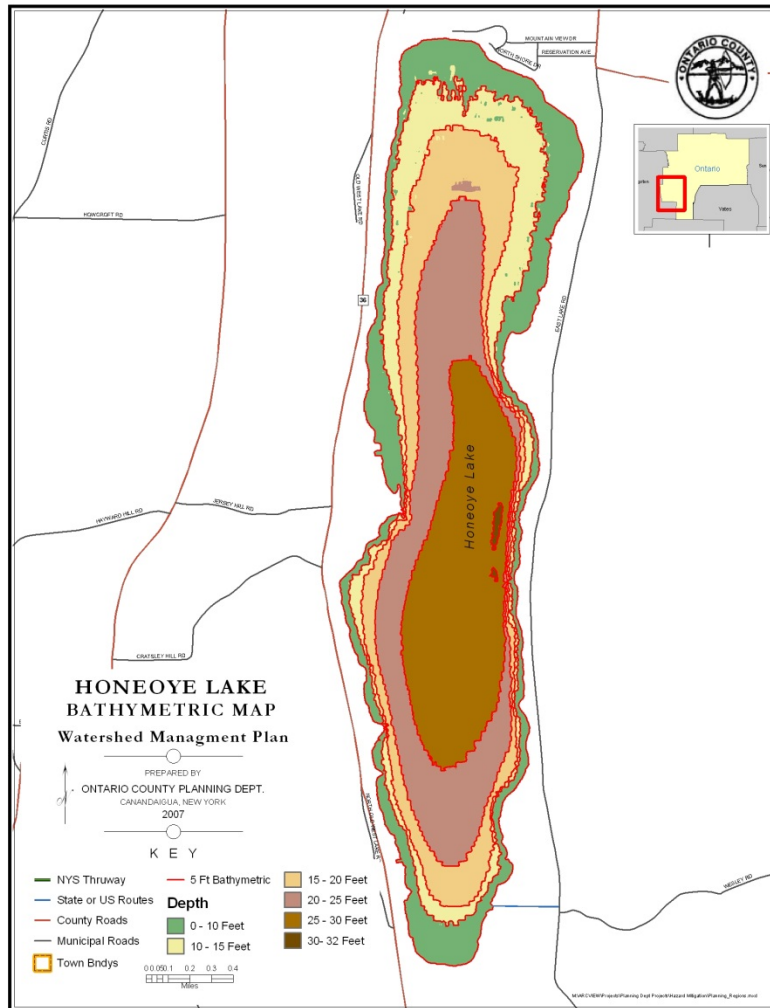 MOUNTAIN VIEW DR
NORTH SHORE DR
RESERVATION AVE
ONTARIO COUNTY
CURTIS RD
Ontario
Yates
OLD WEST LAKE RD
HOWCROFT RD
36
EAST LAKE RD
Honeoye Lake
JERSEY HILL RD
HAYWARD HILL RD
CRATSLEY HILL RD
HONEOYE LAKE
BATHYMETRIC MAP
Watershed Managment Plan
PREPARED BY
ONTARIO COUNTY PLANNING DEPT.
CANANDAIGUA, NEW YORK
2007
KEY
NYS Thruway
State or US Routes
County Roads
Municipal Roads
Town Bndys
5 Ft Bathymetric
Depth
0 - 10 Feet
10 - 15 Feet
15 - 20 Feet
20 - 25 Feet
25 - 30 Feet
30- 32 Feet
0.1 0.2 0.3 0.4
Miles
WESLEY RD